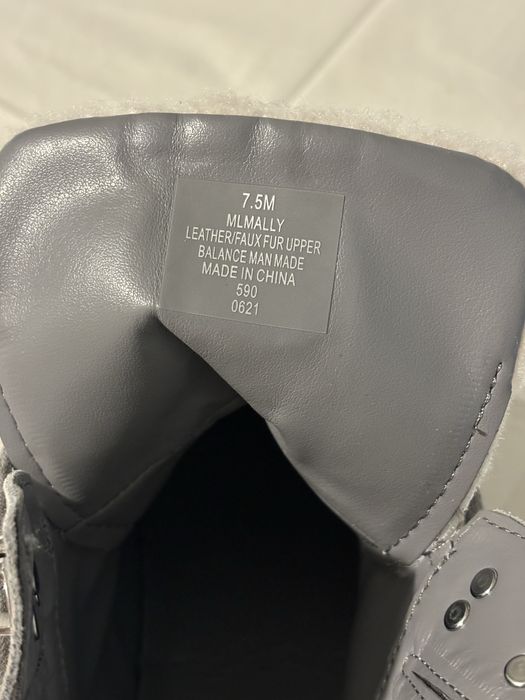 7.5M
MLMALLY
LEATHER/FAUX FUR UPPER
BALANCE MAN MADE
MADE IN CHINA
590
0621